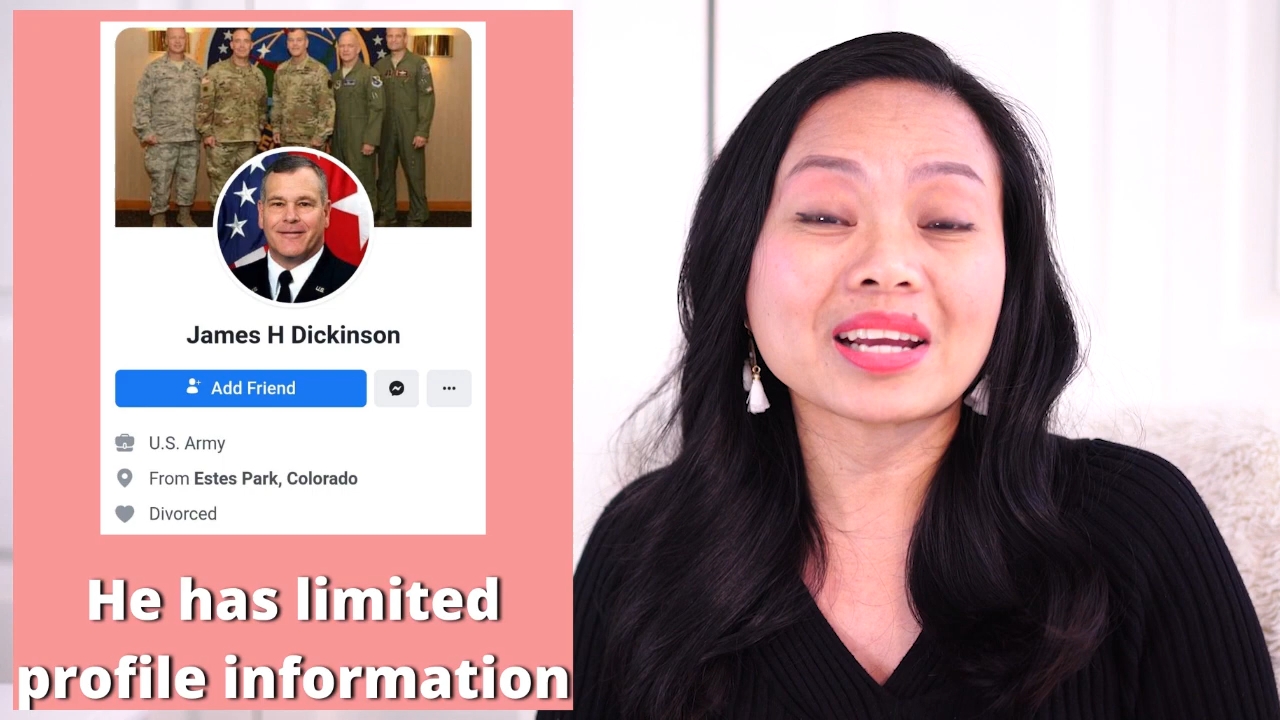 James H Dickinson
Add Friend
U.S. Army
From Estes Park, Colorado
Divorced
He has limited
profile information